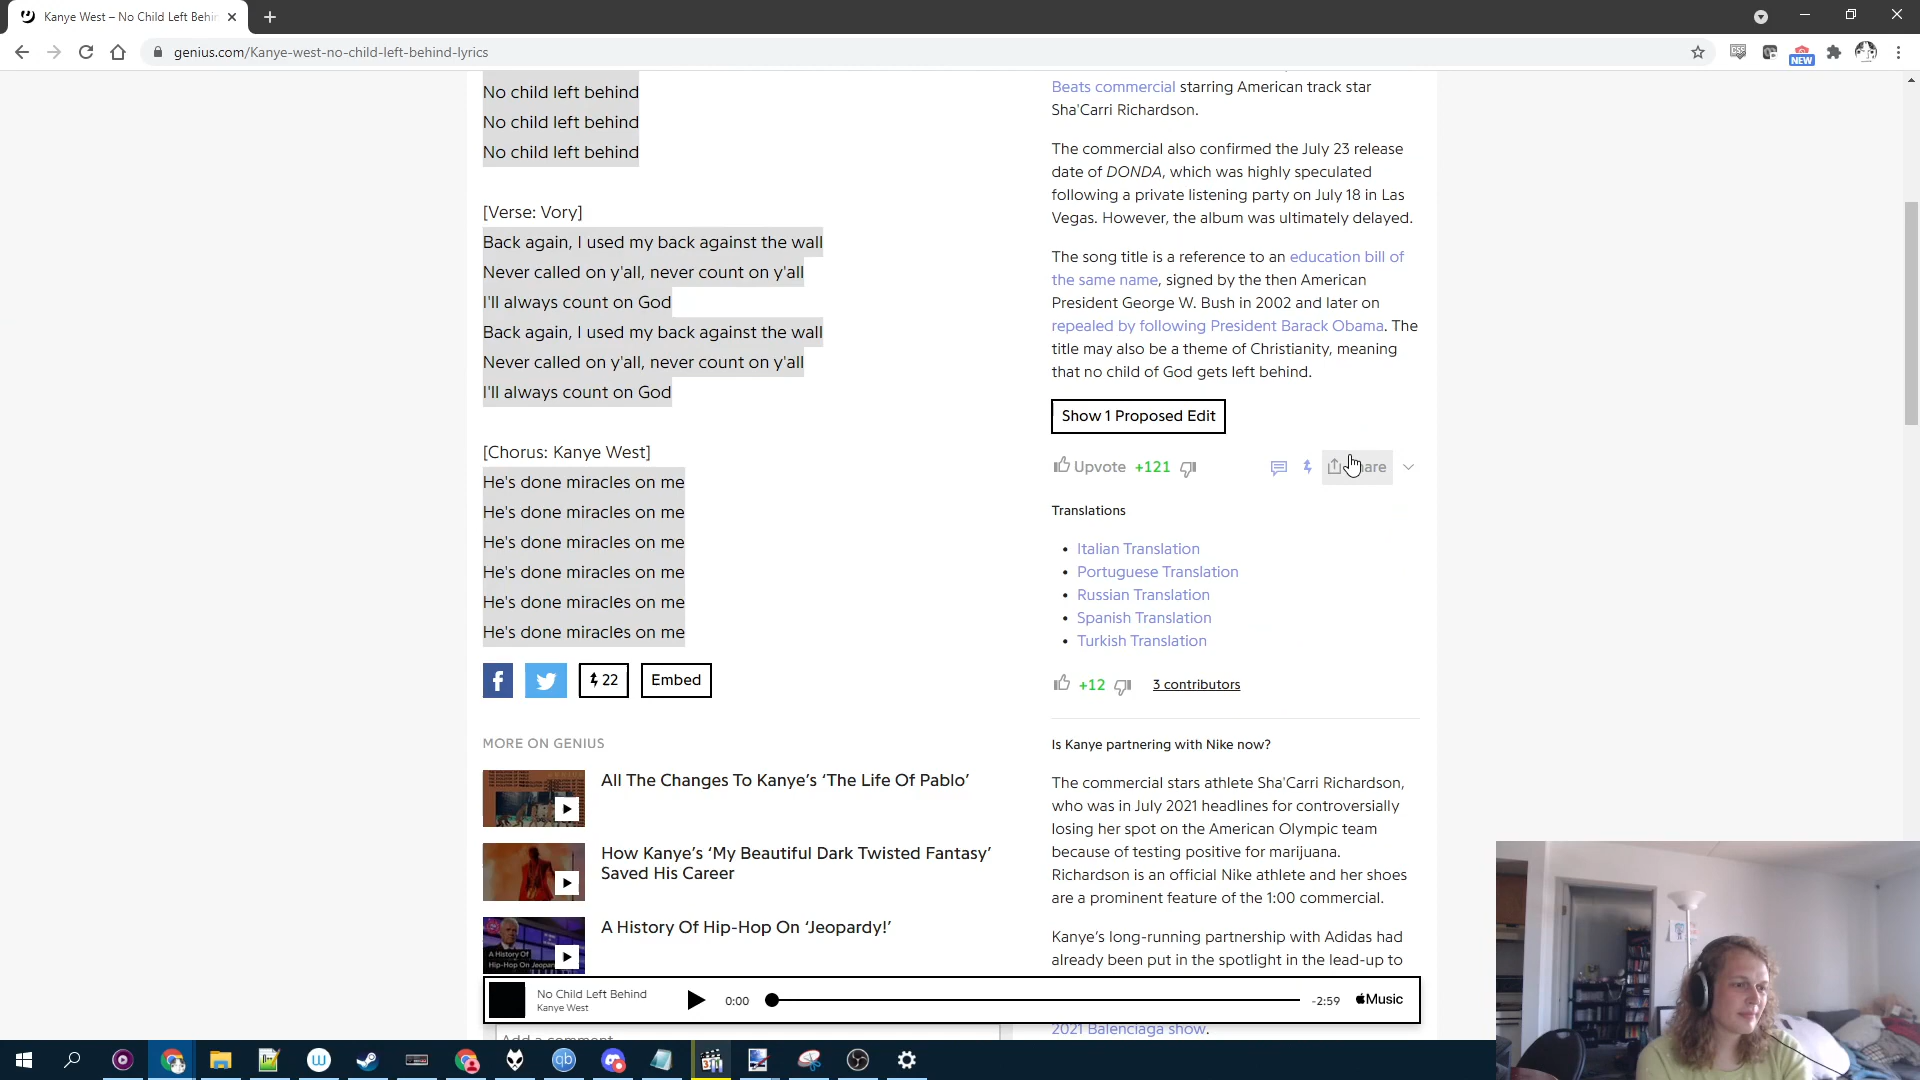 Kanye West – No Child Left Behin
genius.com/Kanye-west-no-child-left-behind-lyrics
CSS
NEW
No child left behind
No child left behind
No child left behind
[Verse: Vory]
Back again, I used my back against the wall
Never called on y'all, never count on y'all
I'll always count on God
Back again, I used my back against the wall
Never called on y'all, never count on y'all
I'll always count on God
[Chorus: Kanye West]
He's done miracles on me
He's done miracles on me
He's done miracles on me
He's done miracles on me
He's done miracles on me
He's done miracles on me
22
Embed
MORE ON GENIUS
All The Changes To Kanye's ‘The Life Of Pablo’
How Kanye's ‘My Beautiful Dark Twisted Fantasy’
Saved His Career
A History Of
Hip-Hop On Jeopar
A History Of Hip-Hop On ‘Jeopardy!’
Beats commercial starring American track star
Sha'Carri Richardson.
The commercial also confirmed the July 23 release
date of DONDA, which was highly speculated
following a private listening party on July 18 in Las
Vegas. However, the album was ultimately delayed.
The song title is a reference to an education bill of
the same name, signed by the then American
President George W. Bush in 2002 and later on
repealed by following President Barack Obama. The
title may also be a theme of Christianity, meaning
that no child of God gets left behind.
Show 1 Proposed Edit
Upvote +121
Share
Translations
• Italian Translation
• Portuguese Translation
• Russian Translation
• Spanish Translation
• Turkish Translation
+12
3 contributors
Is Kanye partnering with Nike now?
The commercial stars athlete Sha'Carri Richardson,
who was in July 2021 headlines for controversially
losing her spot on the American Olympic team
because of testing positive for marijuana.
Richardson is an official Nike athlete and her shoes
are a prominent feature of the 1:00 commercial.
Kanye's long-running partnership with Adidas had
already been put in the spotlight in the lead-up to
2021 Balenciaga show.
No Child Left Behind
Kanye West
0:00
-2:59
Music
Add a comment